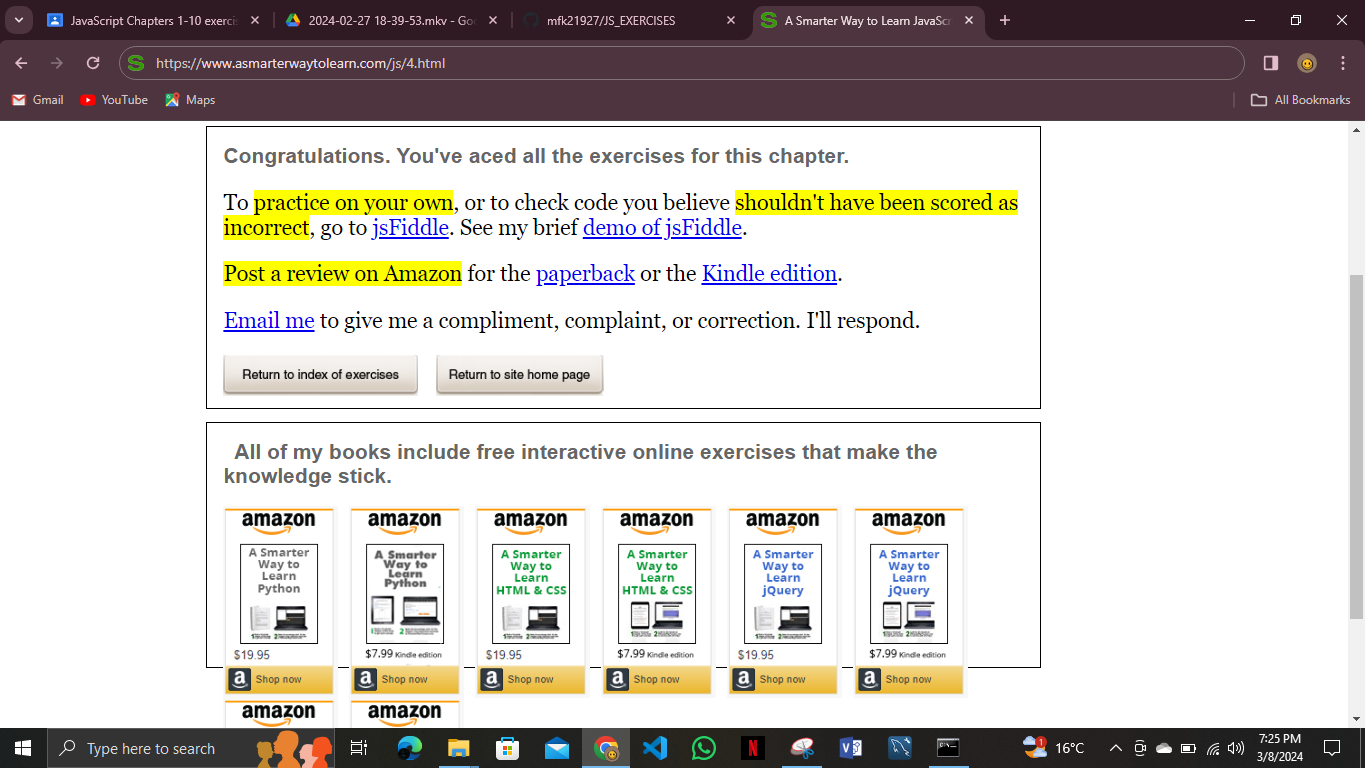 JavaScript Chapters 1-10 exerci
2024-02-27 18-39-53.mkv - Goo
mfk21927/JS_EXERCISES
A Smarter Way to Learn JavaScr
https://www.asmarterwaytolearn.com/js/4.html
Gmail YouTube Maps All Bookmarks
Congratulations. You've aced all the exercises for this chapter.
To practice on your own, or to check code you believe shouldn't have been scored as
incorrect, go to jsFiddle. See my brief demo of jsFiddle.
Post a review on Amazon for the paperback or the Kindle edition.
Email me to give me a compliment, complaint, or correction. I'll respond.
Return to index of exercises Return to site home page
All of my books include free interactive online exercises that make the
knowledge stick.
amazon amazon amazon amazon amazon amazon
A Smarter A Smarter A Smarter A Smarter A Smarter A Smarter
Way to Way to Way to Way to Way to Way to
Learn Learn Learn Learn Learn Learn
Python Python HTML & CSS HTML & CSS jQuery jQuery
$19.95 $7.99 Kindle edition $19.95 $7.99 Kindle edition $19.95 $7.99 Kindle edition
a Shop now a Shop now a Shop now a Shop now a Shop now a Shop now
amazon amazon
Type here to search
1
16°C
7:25 PM
3/8/2024